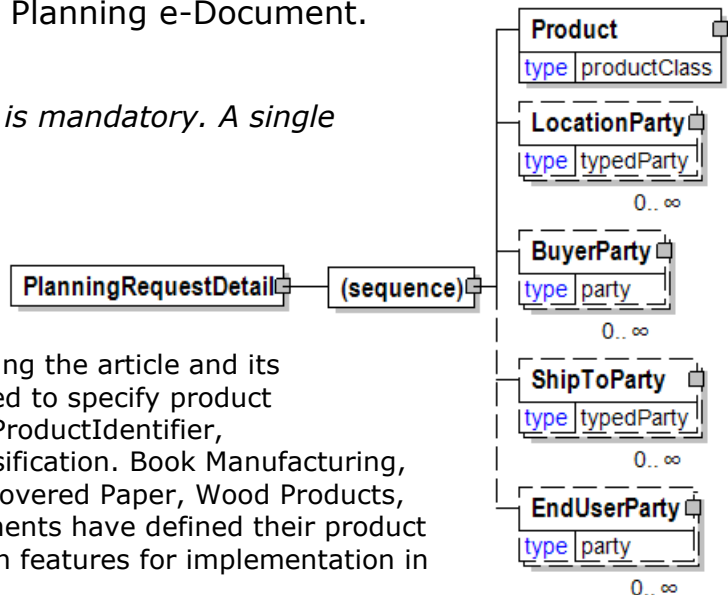 Planning e-Document.
is mandatory. A single
PlanningRequestDetail
(sequence)
Product
type productClass
LocationParty
type typedParty
0.. ∞
BuyerParty
type party
0.. ∞
ShipToParty
type typedParty
0.. ∞
EndUserParty
type party
0.. ∞
ing the article and its
ed to specify product
ProductIdentifier,
sification. Book Manufacturing,
overed Paper, Wood Products,
nents have defined their product
n features for implementation in